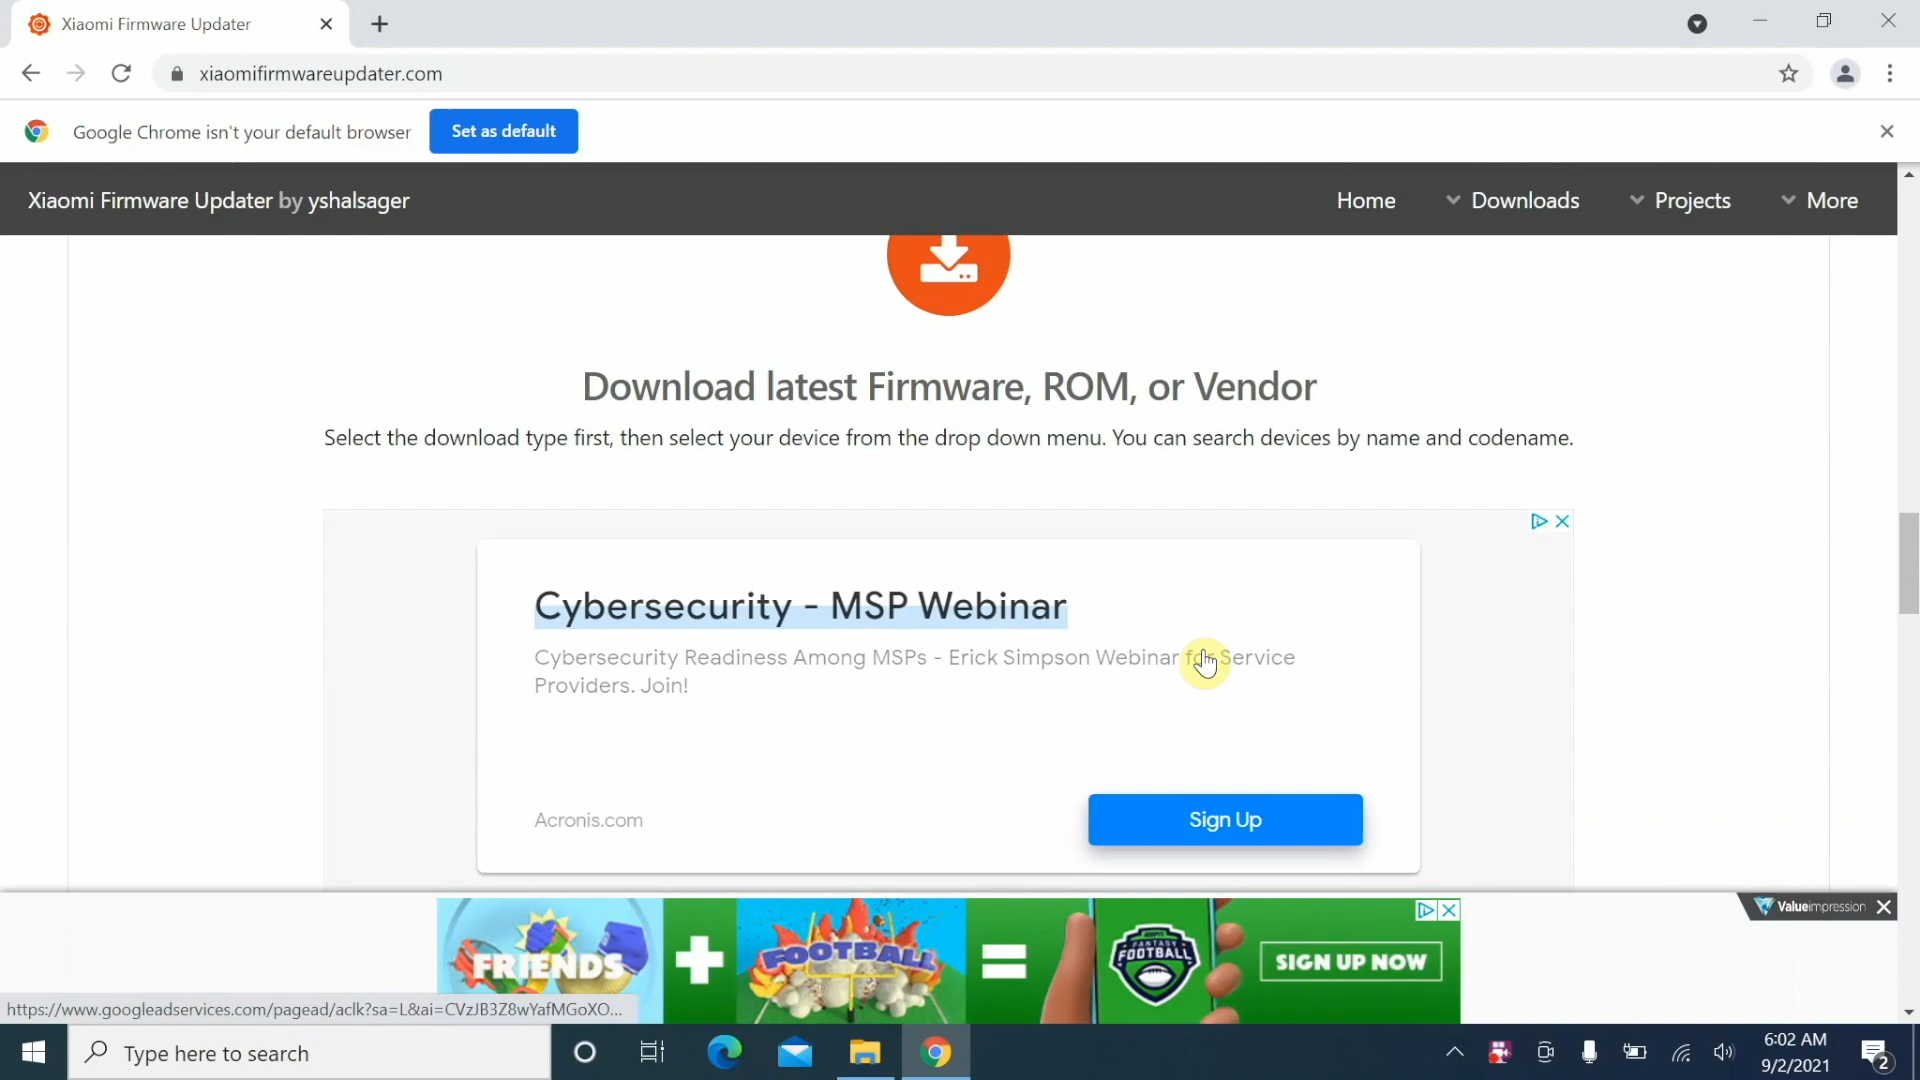 Xiaomi Firmware Updater
xiaomifirmwareupdater.com
Google Chrome isn't your default browser
Set as default
Xiaomi Firmware Updater by yshalsager
Home
Downloads
Projects
More
Download latest Firmware, ROM, or Vendor
Select the download type first, then select your device from the drop down menu. You can search devices by name and codename.
Cybersecurity - MSP Webinar
Cybersecurity Readiness Among MSPs - Erick Simpson Webinar for Service
Providers. Join!
Acronis.com
Sign Up
Valueimpression
FRIENDS
FOOTBALL
FANTASY
FOOTBALL
SIGN UP NOW
https://www.googleadservices.com/pagead/aclk?sa=L&ai=CVzJB3Z8wYafMGoXO...
Type here to search
6:02 AM
9/2/2021
2